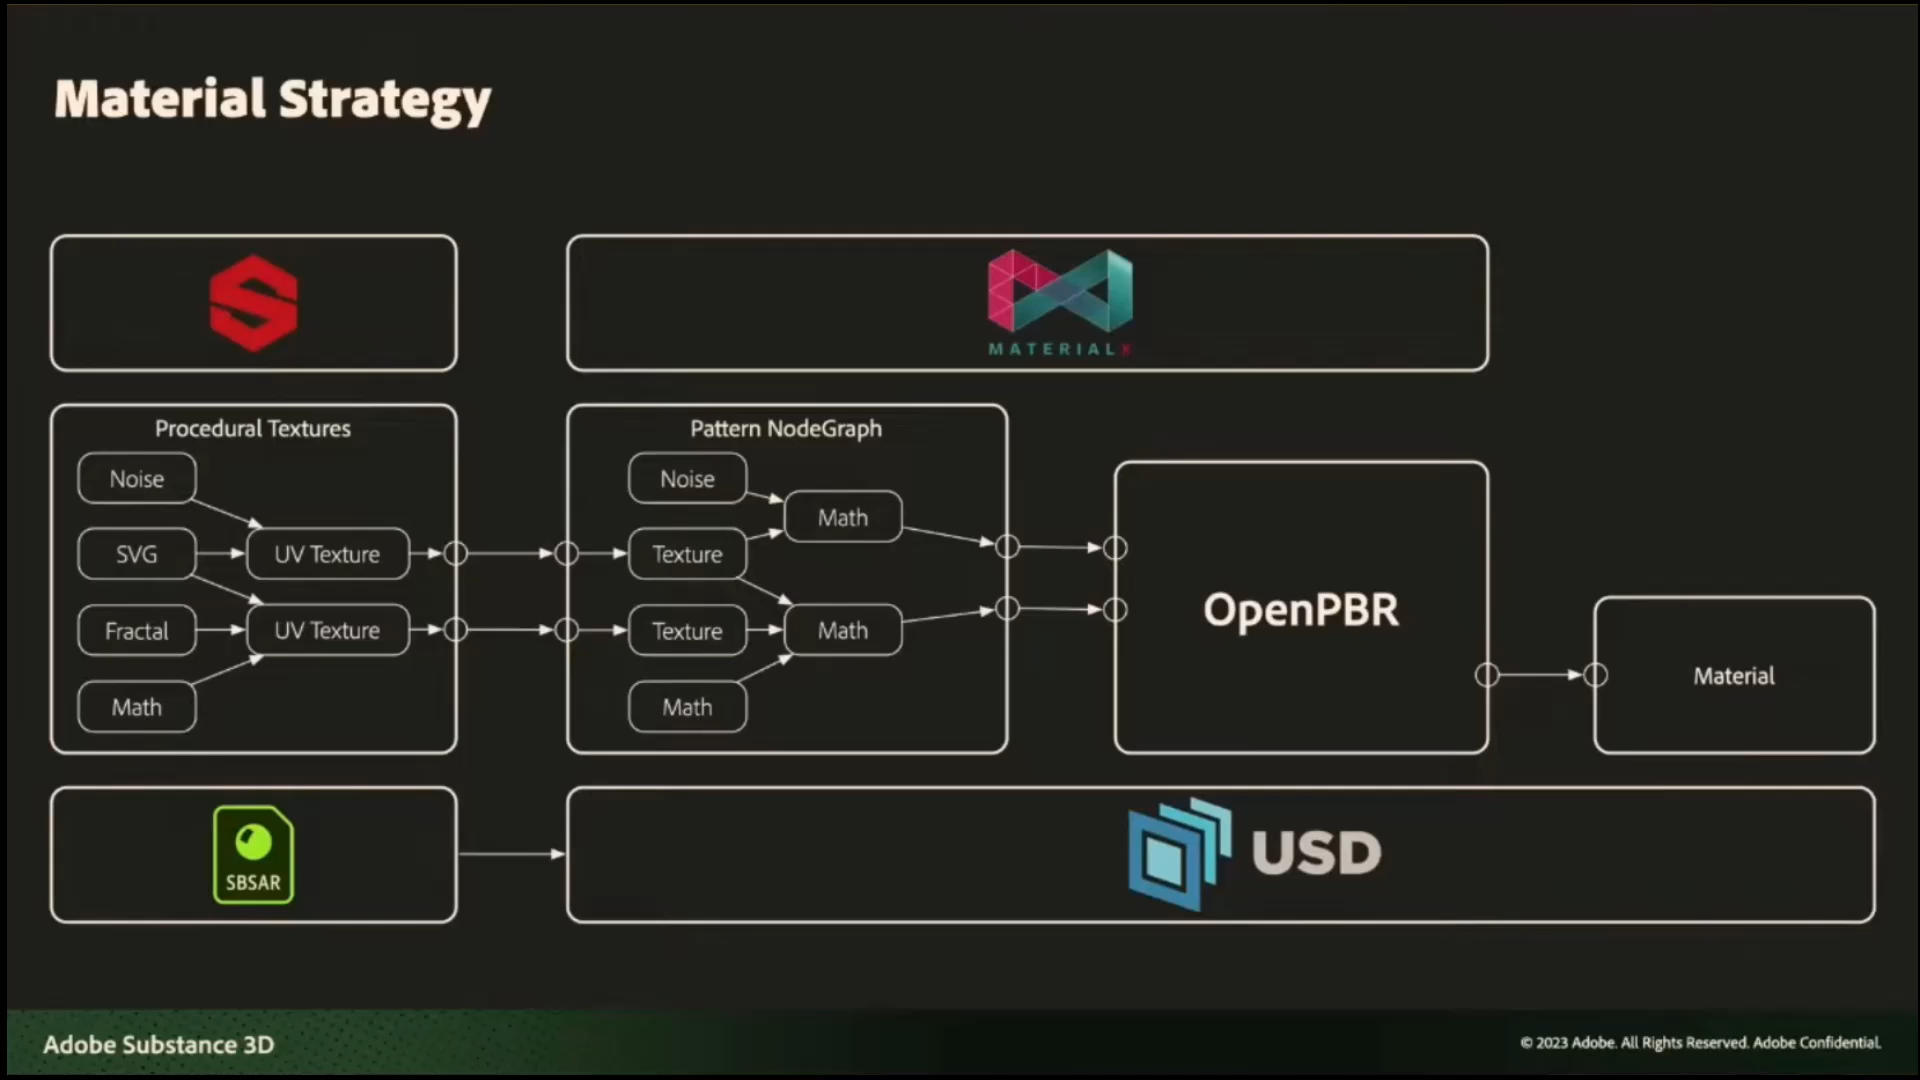 Material Strategy
MATERIALX
Procedural Textures
Noise
SVG
UV Texture
Fractal
UV Texture
Math
Pattern NodeGraph
Noise
Math
Texture
Texture
Math
Math
OpenPBR
Material
SBSAR
USD
Adobe Substance 3D
© 2023 Adobe. All Rights Reserved. Adobe Confidential.